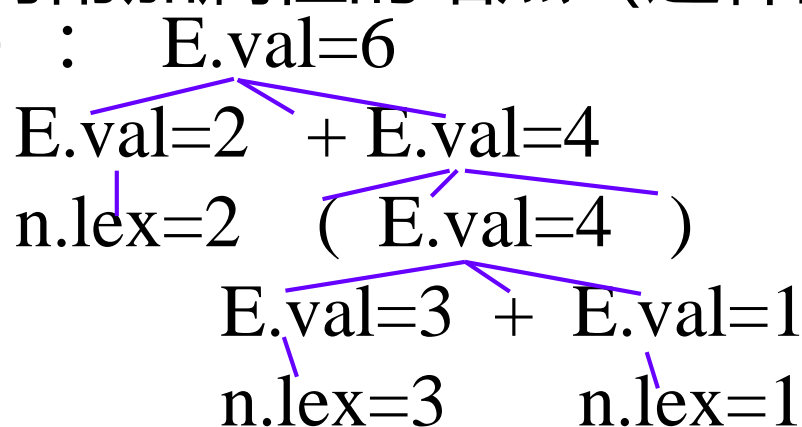 ： E.val=6
E.val=2 + E.val=4
n.lex=2 ( E.val=4 )
E.val=3 + E.val=1
n.lex=3 n.lex=1